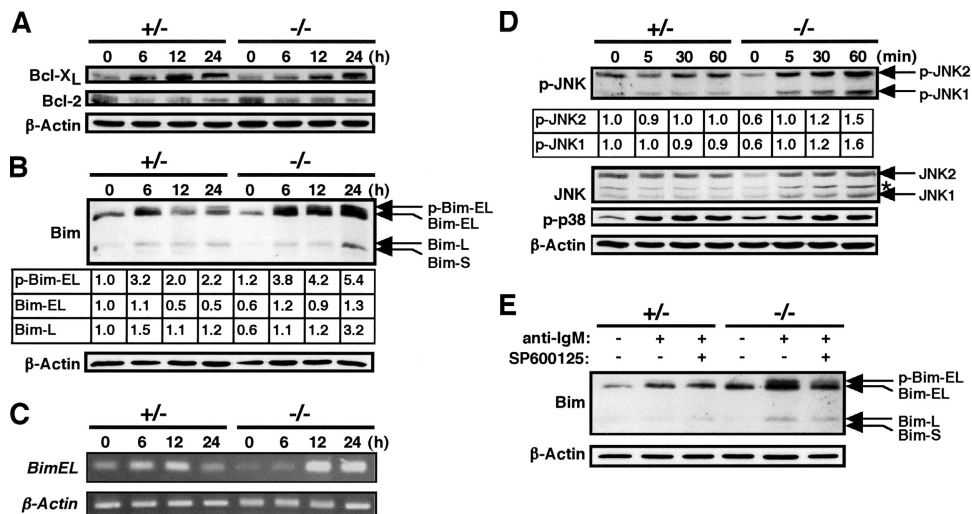 A
+/- -/-
0 6 12 24 0 6 12 24 (h)
Bcl-XL
Bcl-2
β-Actin
B
+/- -/-
0 6 12 24 0 6 12 24 (h)
Bim
p-Bim-EL
Bim-EL
Bim-L
Bim-S
p-Bim-EL 1.0 3.2 2.0 2.2 1.2 3.8 4.2 5.4
Bim-EL 1.0 1.1 0.5 0.5 0.6 1.2 0.9 1.3
Bim-L 1.0 1.5 1.1 1.2 0.6 1.1 1.2 3.2
β-Actin
C
+/- -/-
0 6 12 24 0 6 12 24 (h)
BimEL
β-Actin
D
+/- -/-
0 5 30 60 0 5 30 60 (min)
p-JNK
p-JNK2
p-JNK1
p-JNK2 1.0 0.9 1.0 1.0 0.6 1.0 1.2 1.5
p-JNK1 1.0 1.0 0.9 0.9 0.6 1.0 1.2 1.6
JNK
JNK2
*
JNK1
p-p38
β-Actin
E
+/- -/-
anti-IgM: - + + - + +
SP600125: - - + - - +
Bim
p-Bim-EL
Bim-EL
Bim-L
Bim-S
β-Actin